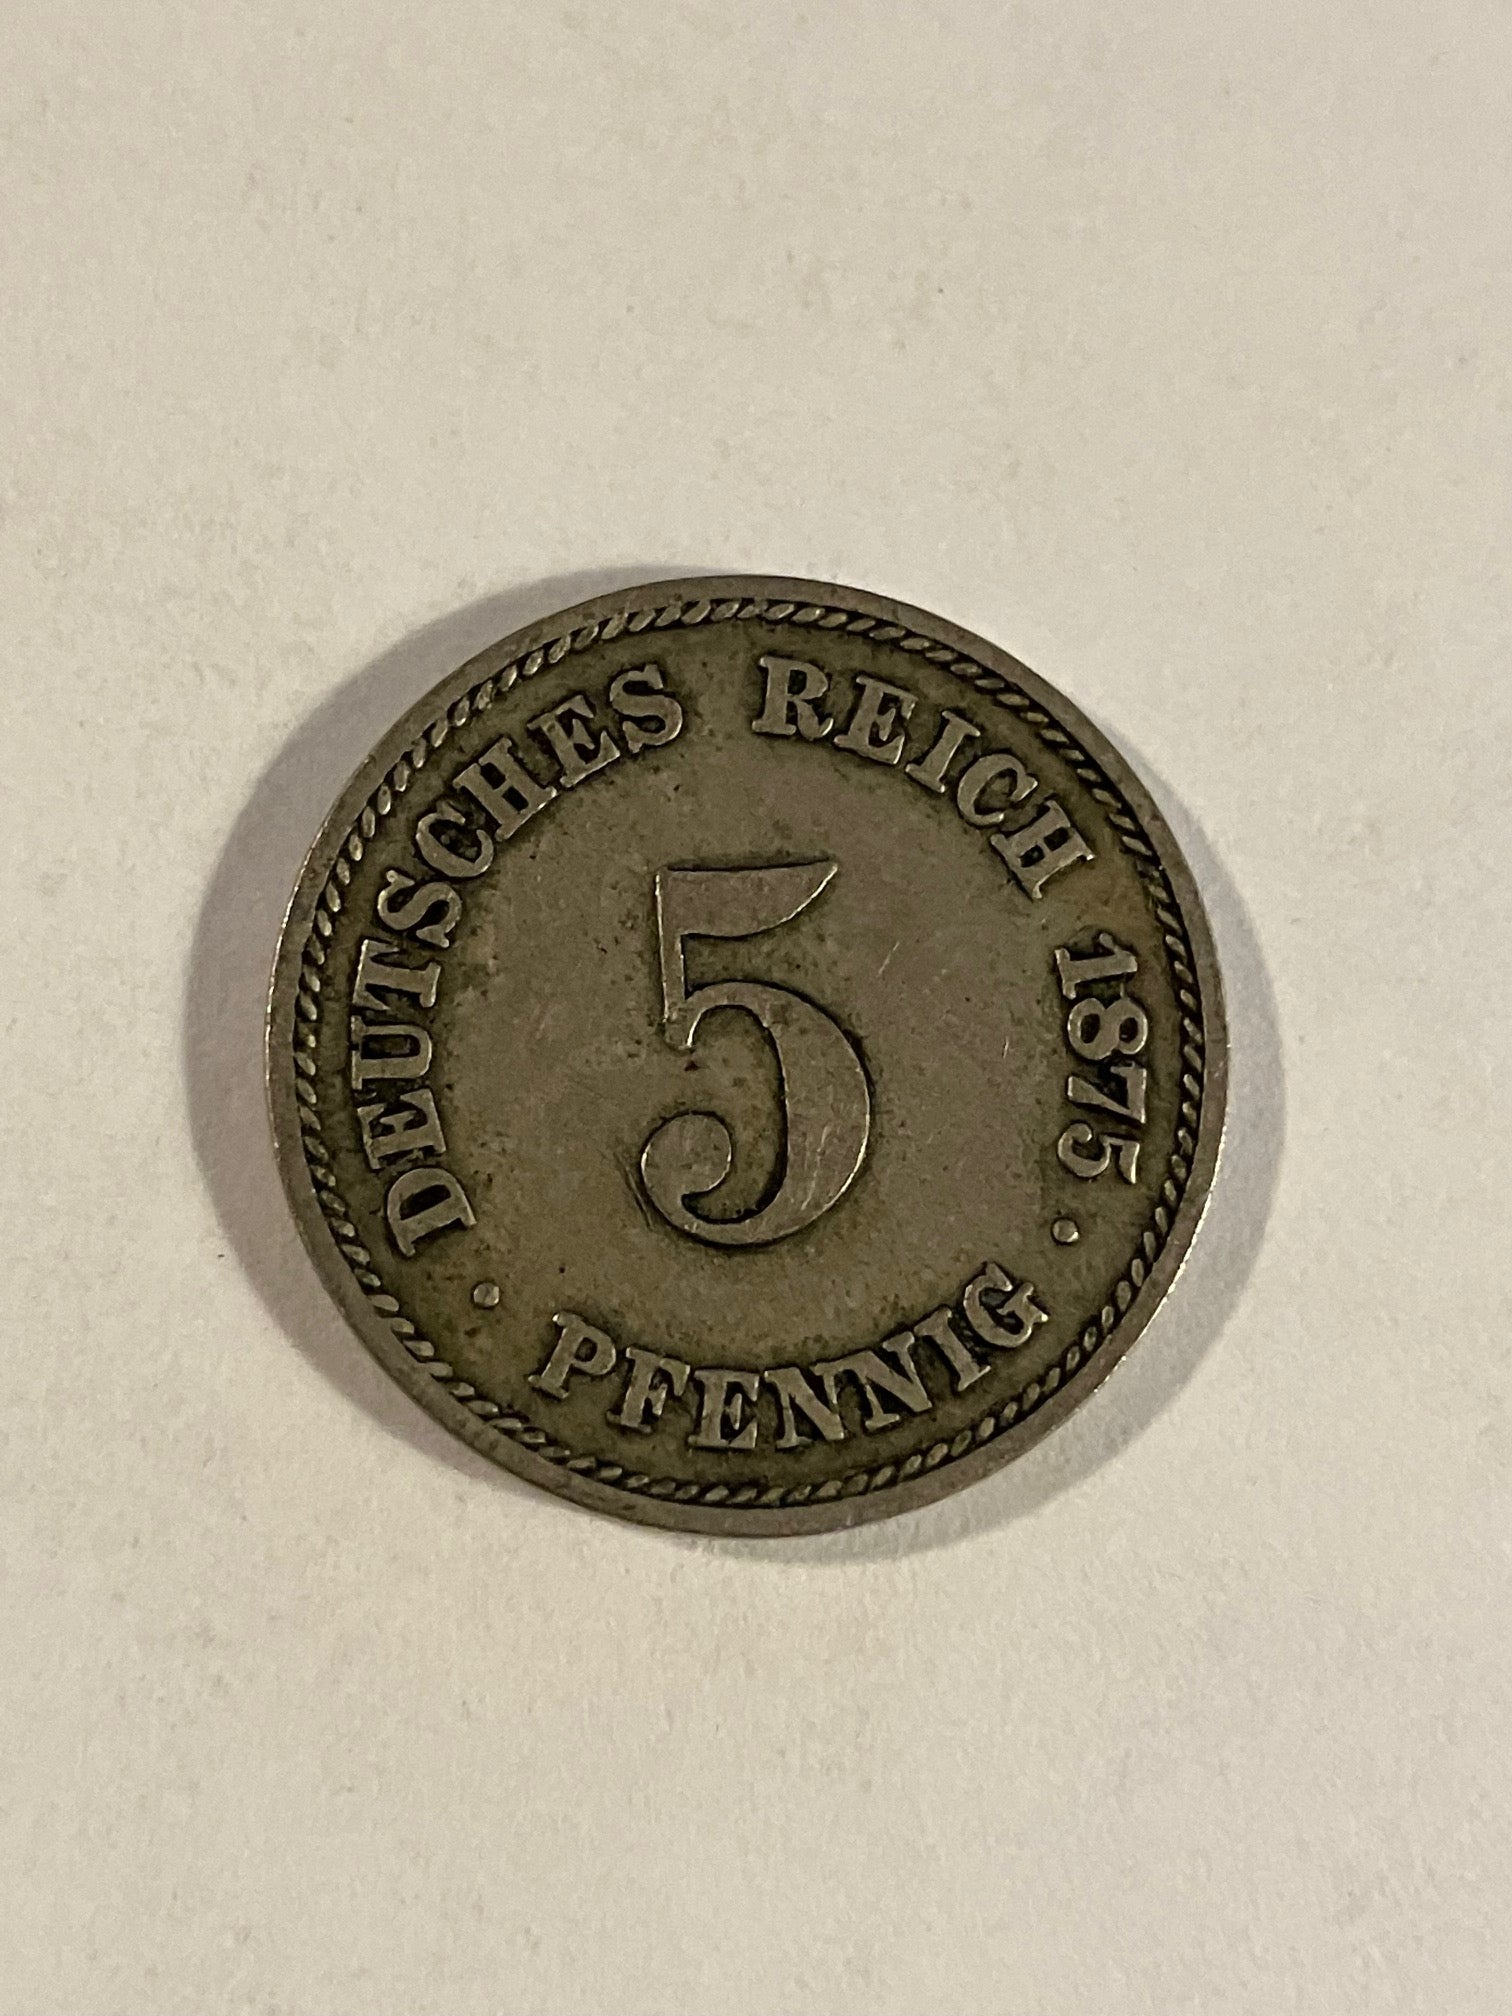 DEUTSCHES REICH 1875
5
· PFENNIG ·